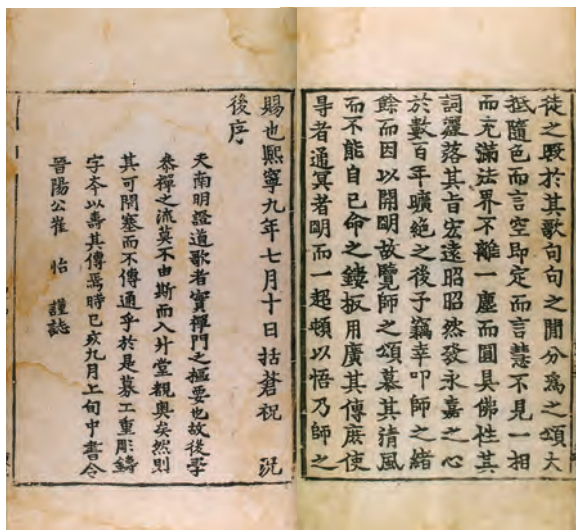 徒之毆於其歌句句之閒分爲之頌大
抵隨色而言空即定而言慧不見一相
而充滿法界不離一塵而圓具佛性其
詞灑落其旨宏遠昭昭然發永嘉之心
於數百年曠絕之後予竊幸叩師之緒
餘而因以開明故覽師之頌慕其清風
而不能自已命之鏤板用廣其傳庶使
尋者通冥者明而一超頓以悟乃師之
賜也熙寧九年七月十日括蒼祝 況
後序
夫南明證道歌者實禪門之樞要也故後學
叅禪之流莫不由斯而入升堂覩奧矣然則
其可閉塞而不傳通乎於是募工重彫鑄
字夲以壽其傳焉時己亥九月上旬中書令
晉陽公崔 怡 謹誌